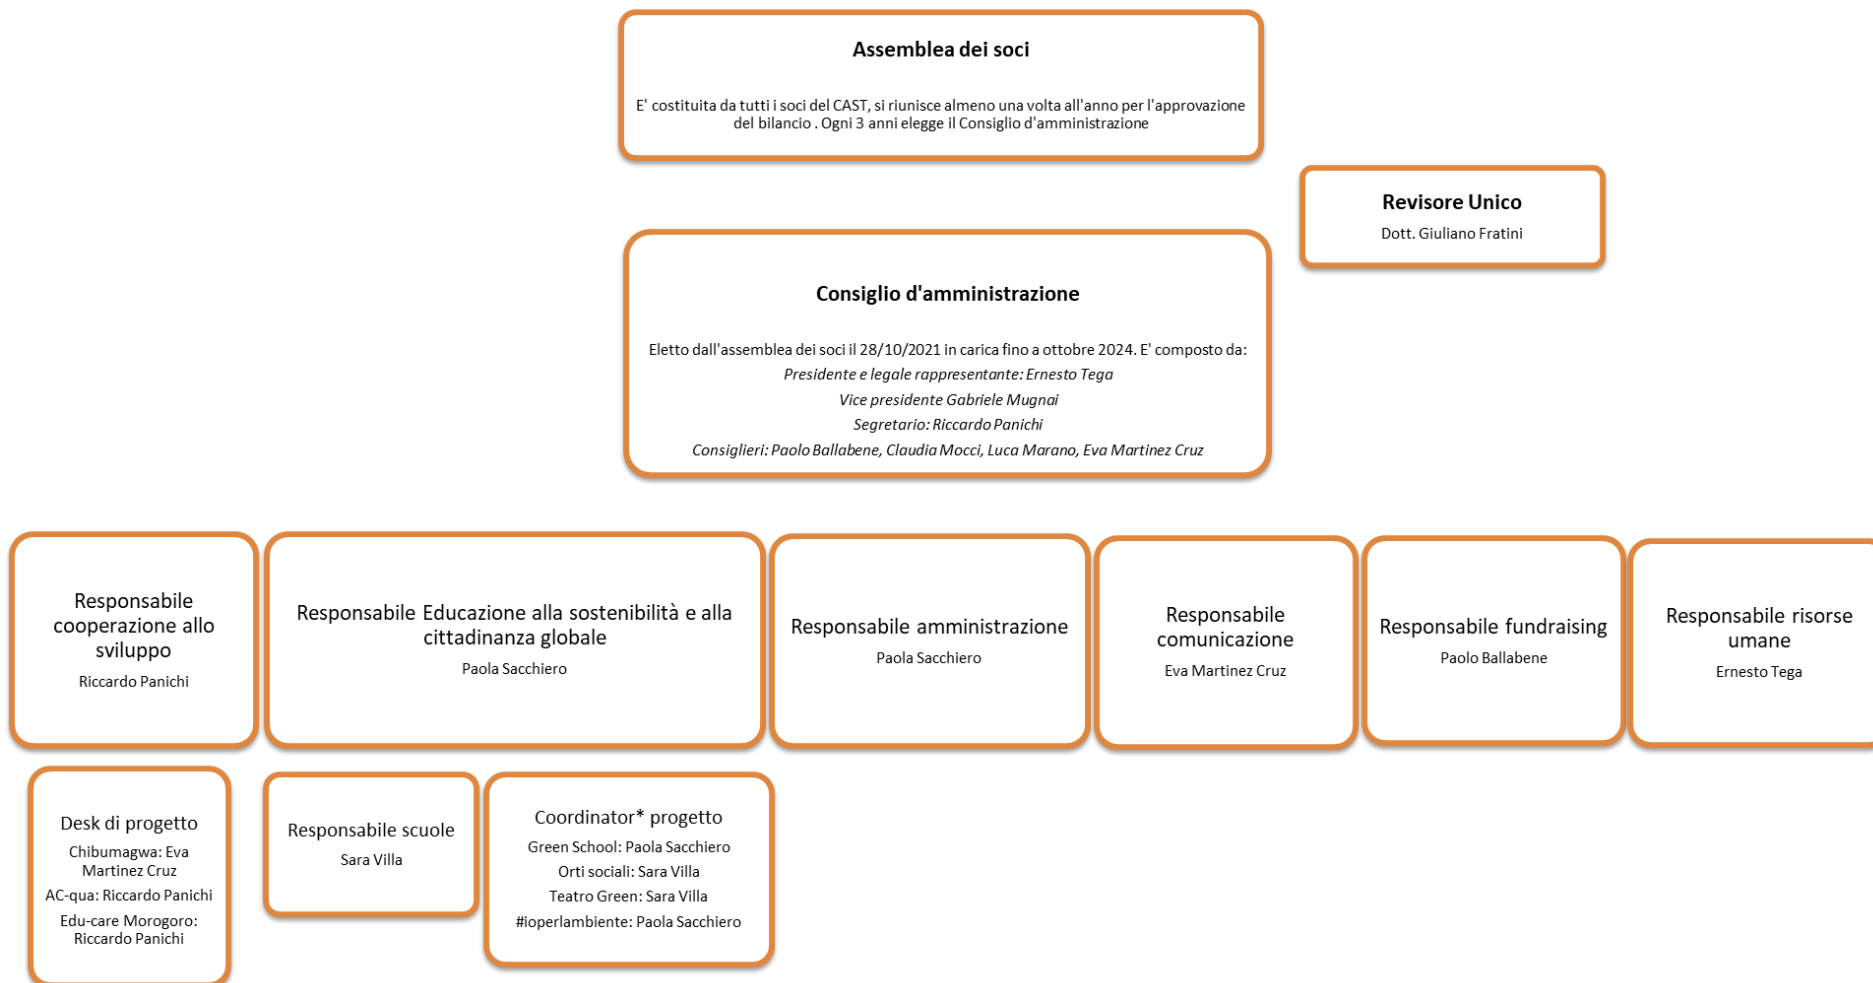 Assemblea dei soci
E' costituita da tutti i soci del CAST, si riunisce almeno una volta all'anno per l'approvazione
del bilancio . Ogni 3 anni elegge il Consiglio d'amministrazione
Revisore Unico
Dott. Giuliano Fratini
Consiglio d'amministrazione
Eletto dall'assemblea dei soci il 28/10/2021 in carica fino a ottobre 2024. E' composto da:
Presidente e legale rappresentante: Ernesto Tega
Vice presidente Gabriele Mugnai
Segretario: Riccardo Panichi
Consiglieri: Paolo Ballabene, Claudia Mocci, Luca Marano, Eva Martinez Cruz
Responsabile
cooperazione allo
sviluppo
Riccardo Panichi
Responsabile Educazione alla sostenibilità e alla
cittadinanza globale
Paola Sacchiero
Responsabile amministrazione
Paola Sacchiero
Responsabile
comunicazione
Eva Martinez Cruz
Responsabile fundraising
Paolo Ballabene
Responsabile risorse
umane
Ernesto Tega
Desk di progetto
Chibumagwa: Eva
Martinez Cruz
AC-qua: Riccardo Panichi
Edu-care Morogoro:
Riccardo Panichi
Responsabile scuole
Sara Villa
Coordinator* progetto
Green School: Paola Sacchiero
Orti sociali: Sara Villa
Teatro Green: Sara Villa
#ioperlambiente: Paola Sacchiero